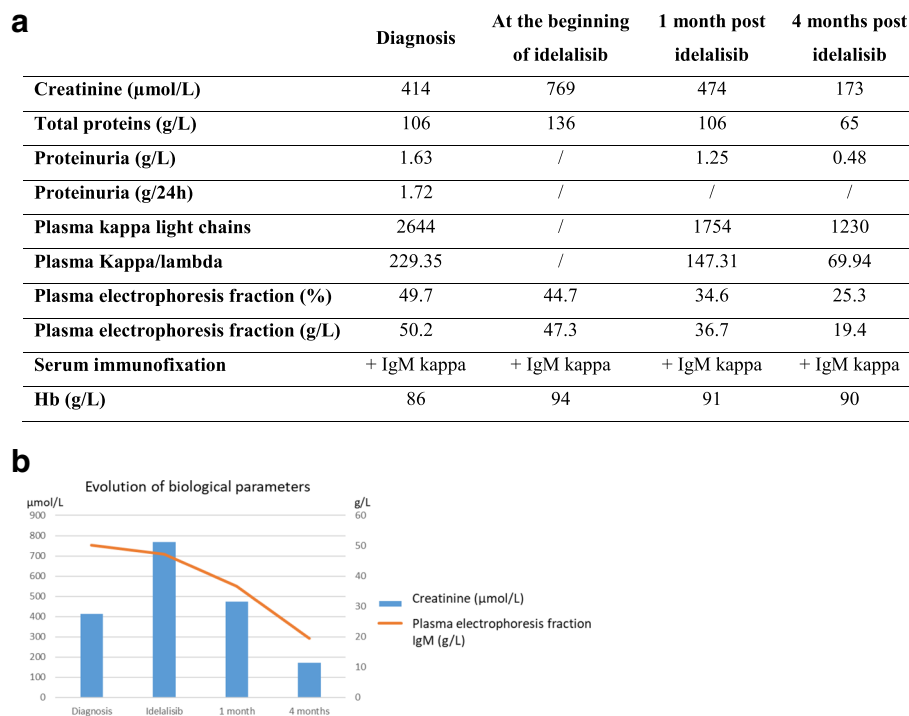 a
Diagnosis At the beginning of idelalisib 1 month post idelalisib 4 months post idelalisib
Creatinine (µmol/L) 414 769 474 173
Total proteins (g/L) 106 136 106 65
Proteinuria (g/L) 1.63 / 1.25 0.48
Proteinuria (g/24h) 1.72 / / /
Plasma kappa light chains 2644 / 1754 1230
Plasma Kappa/lambda 229.35 / 147.31 69.94
Plasma electrophoresis fraction (%) 49.7 44.7 34.6 25.3
Plasma electrophoresis fraction (g/L) 50.2 47.3 36.7 19.4
Serum immunofixation + IgM kappa + IgM kappa + IgM kappa + IgM kappa
Hb (g/L) 86 94 91 90
b
Evolution of biological parameters
µmol/L g/L
900 60
800 50
700
600 40
500
400 30
300 20
200
100 10
0 0
Diagnosis Idelalisib 1 month 4 months
Creatinine (µmol/L)
Plasma electrophoresis fraction
IgM (g/L)